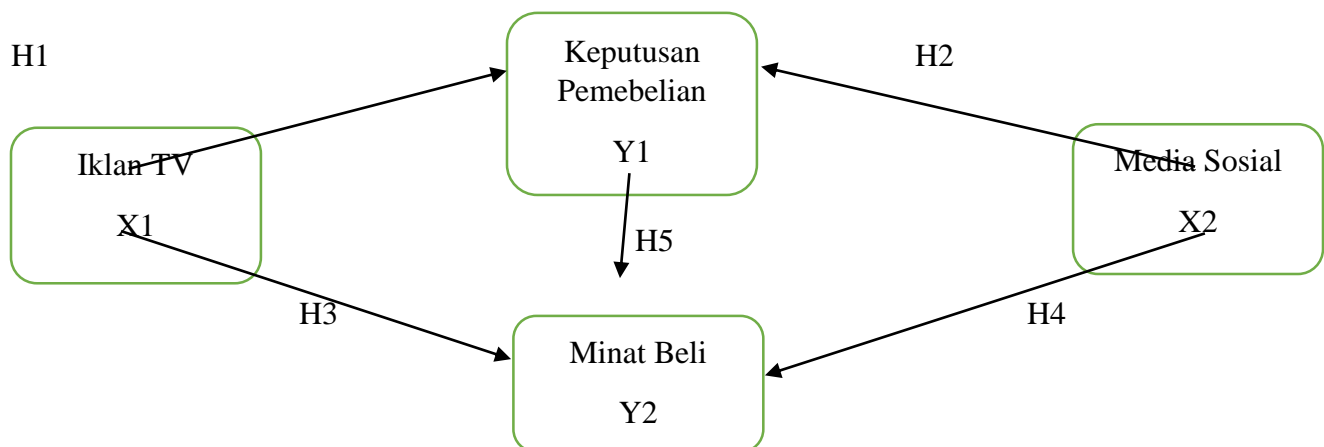 H1
Keputusan
Pemebelian
Y1
H2
Iklan TV
X1
Media Sosial
X2
H5
H3
H4
Minat Beli
Y2